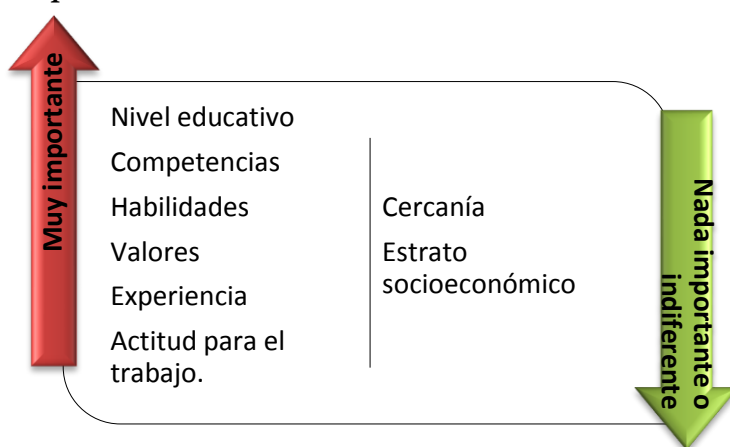 Muy importante
Nivel educativo
Competencias
Habilidades
Valores
Experiencia
Actitud para el
trabajo.
Cercanía
Estrato
socioeconómico
Nada importante o
indiferente